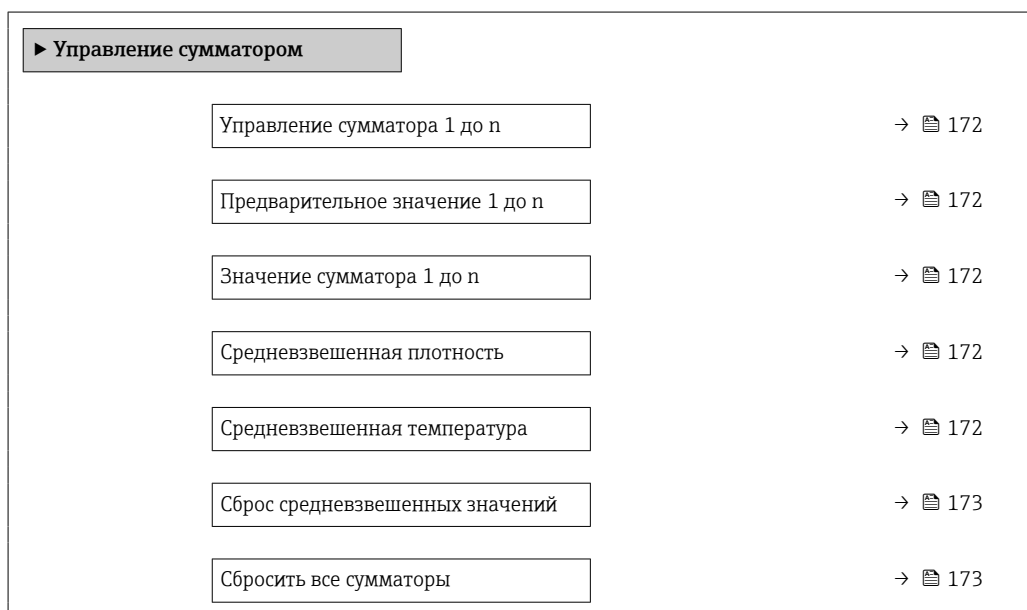 ► Управление сумматором
Управление сумматора 1 до n → 172
Предварительное значение 1 до n → 172
Значение сумматора 1 до n → 172
Средневзвешенная плотность → 172
Средневзвешенная температура → 172
Сброс средневзвешенных значений → 173
Сбросить все сумматоры → 173